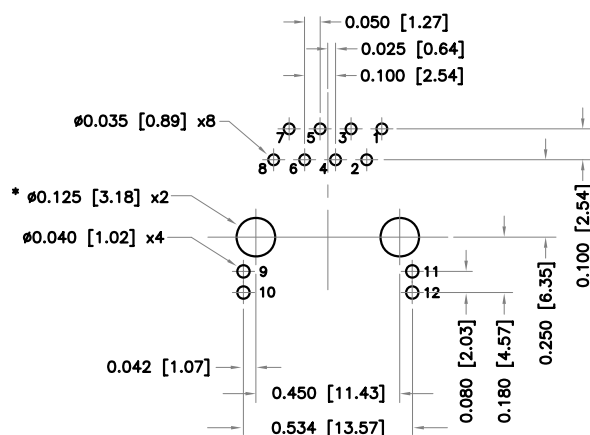 0.050 [1.27]
0.025 [0.64]
0.100 [2.54]
ø0.035 [0.89] x8
7 5 3 1
8 6 4 2
0.100 [2.54]
* ø0.125 [3.18] x2
ø0.040 [1.02] x4
9 11
10 12
0.250 [6.35]
0.080 [2.03]
0.180 [4.57]
0.042 [1.07]
0.450 [11.43]
0.534 [13.57]